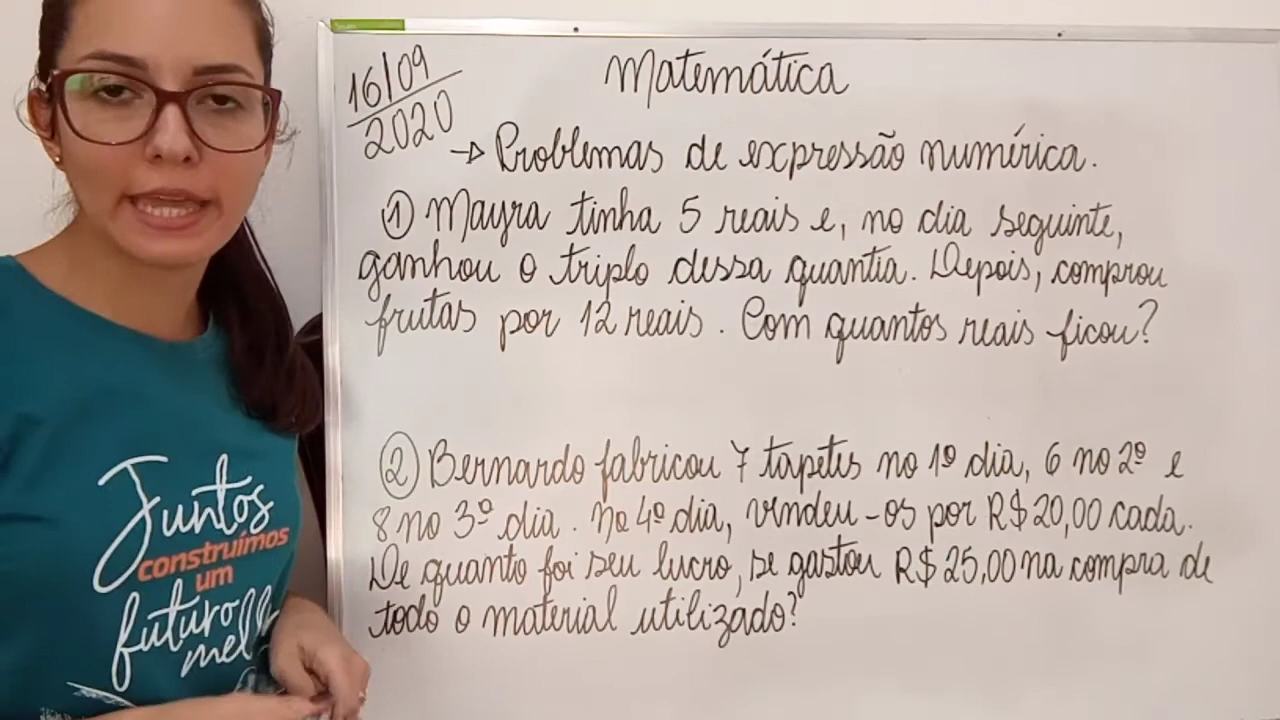 16/09
2020
Matemática
→ Problemas de expressão numérica.
① Mayra tinha 5 reais e, no dia seguinte,
ganhou o triplo dessa quantia. Depois, comprou
frutas por 12 reais. Com quantos reais ficou?
② Bernardo fabricou 7 tapetes no 1º dia, 6 no 2º e
8 no 3º dia. No 4º dia, vendeu-os por R$ 20,00 cada.
De quanto foi seu lucro, se gastou R$ 25,00 na compra de
todo o material utilizado?
Juntos
construímos
um
futuro